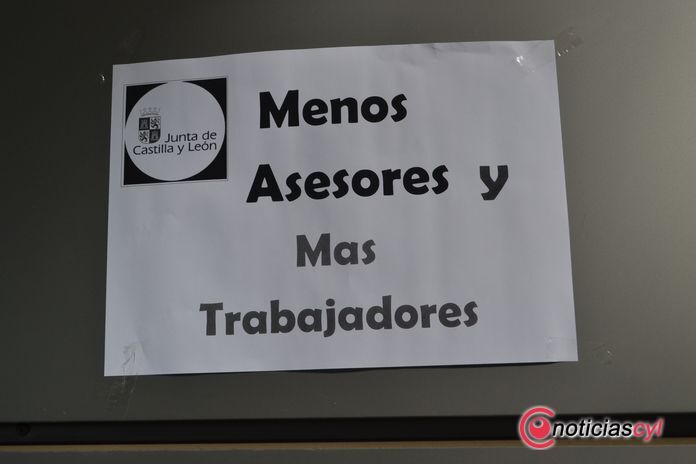 Junta de
Castilla y León
Menos
Asesores y
Mas
Trabajadores
noticiascyl